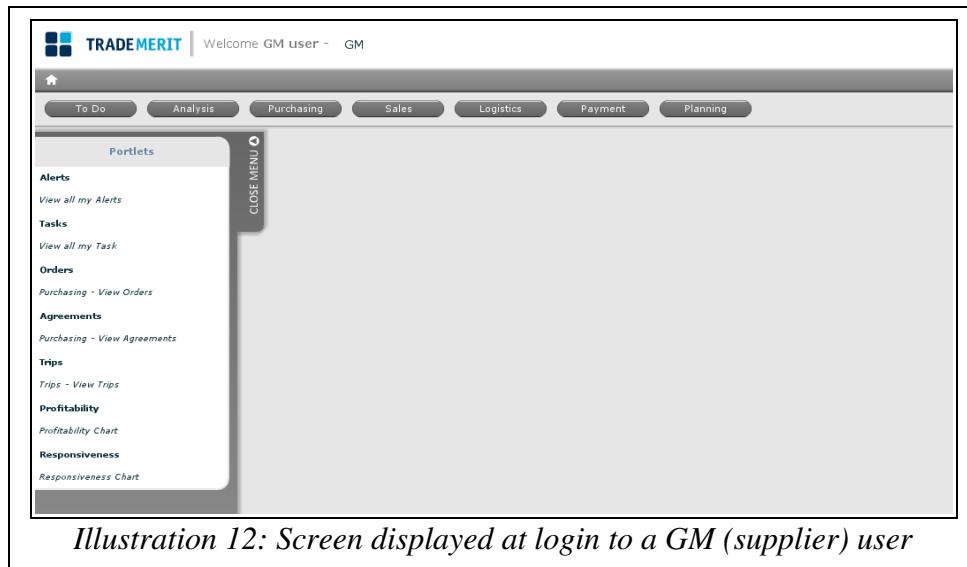 TRADEMERIT Welcome GM user - GM
To Do Analysis Purchasing Sales Logistics Payment Planning
Portlets
CLOSE MENU
Alerts
View all my Alerts
Tasks
View all my Task
Orders
Purchasing - View Orders
Agreements
Purchasing - View Agreements
Trips
Trips - View Trips
Profitability
Profitability Chart
Responsiveness
Responsiveness Chart
Illustration 12: Screen displayed at login to a GM (supplier) user